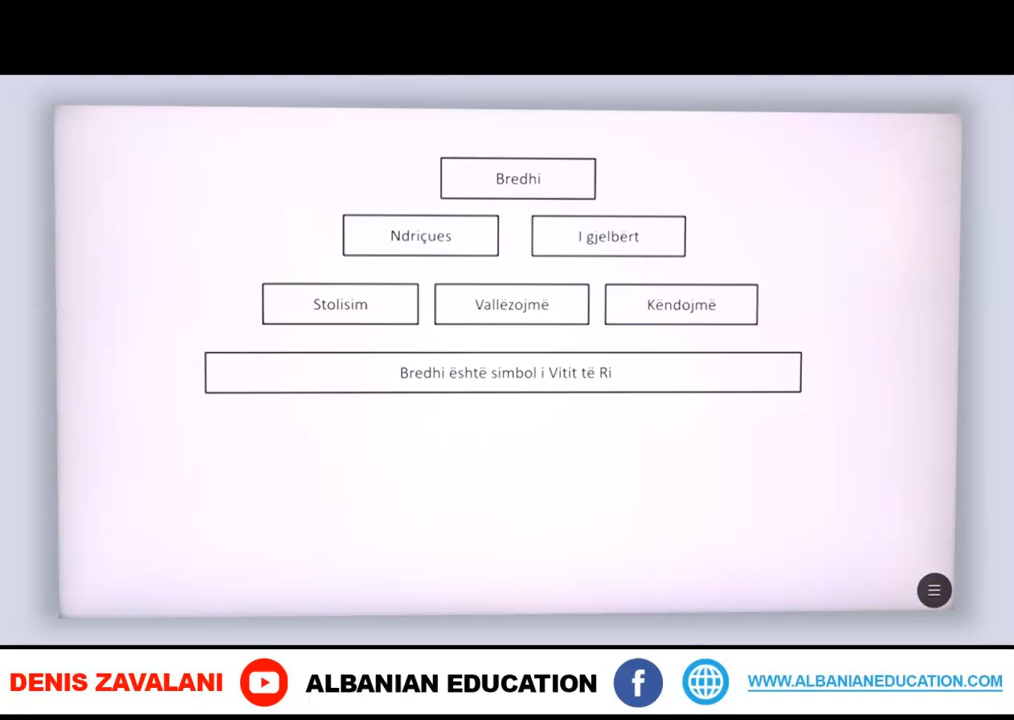 Bredhi
Ndriçues
I gjelbërt
Stolisim
Vallëzojmë
Këndojmë
Bredhi është simbol i Vitit të Ri
DENIS ZAVALANI
ALBANIAN EDUCATION
f
WWW.ALBANIANEDUCATION.COM